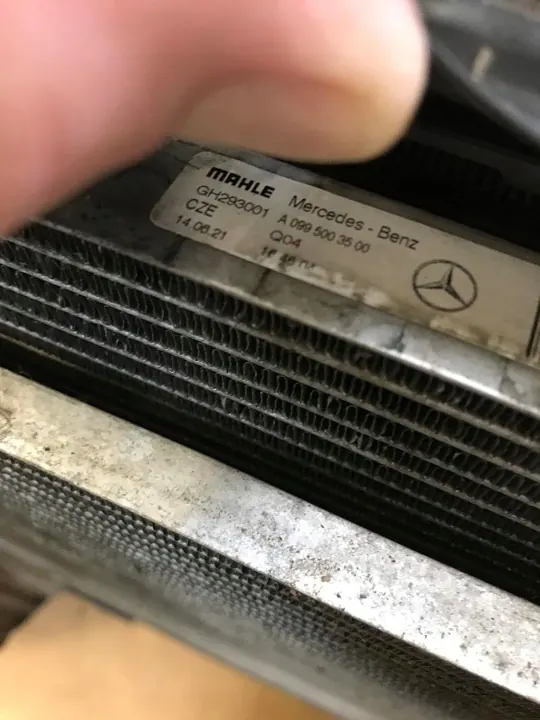 MAHLE Mercedes-Benz
GH293001 A 099 500 35 00
CZE Q04
14.06.21